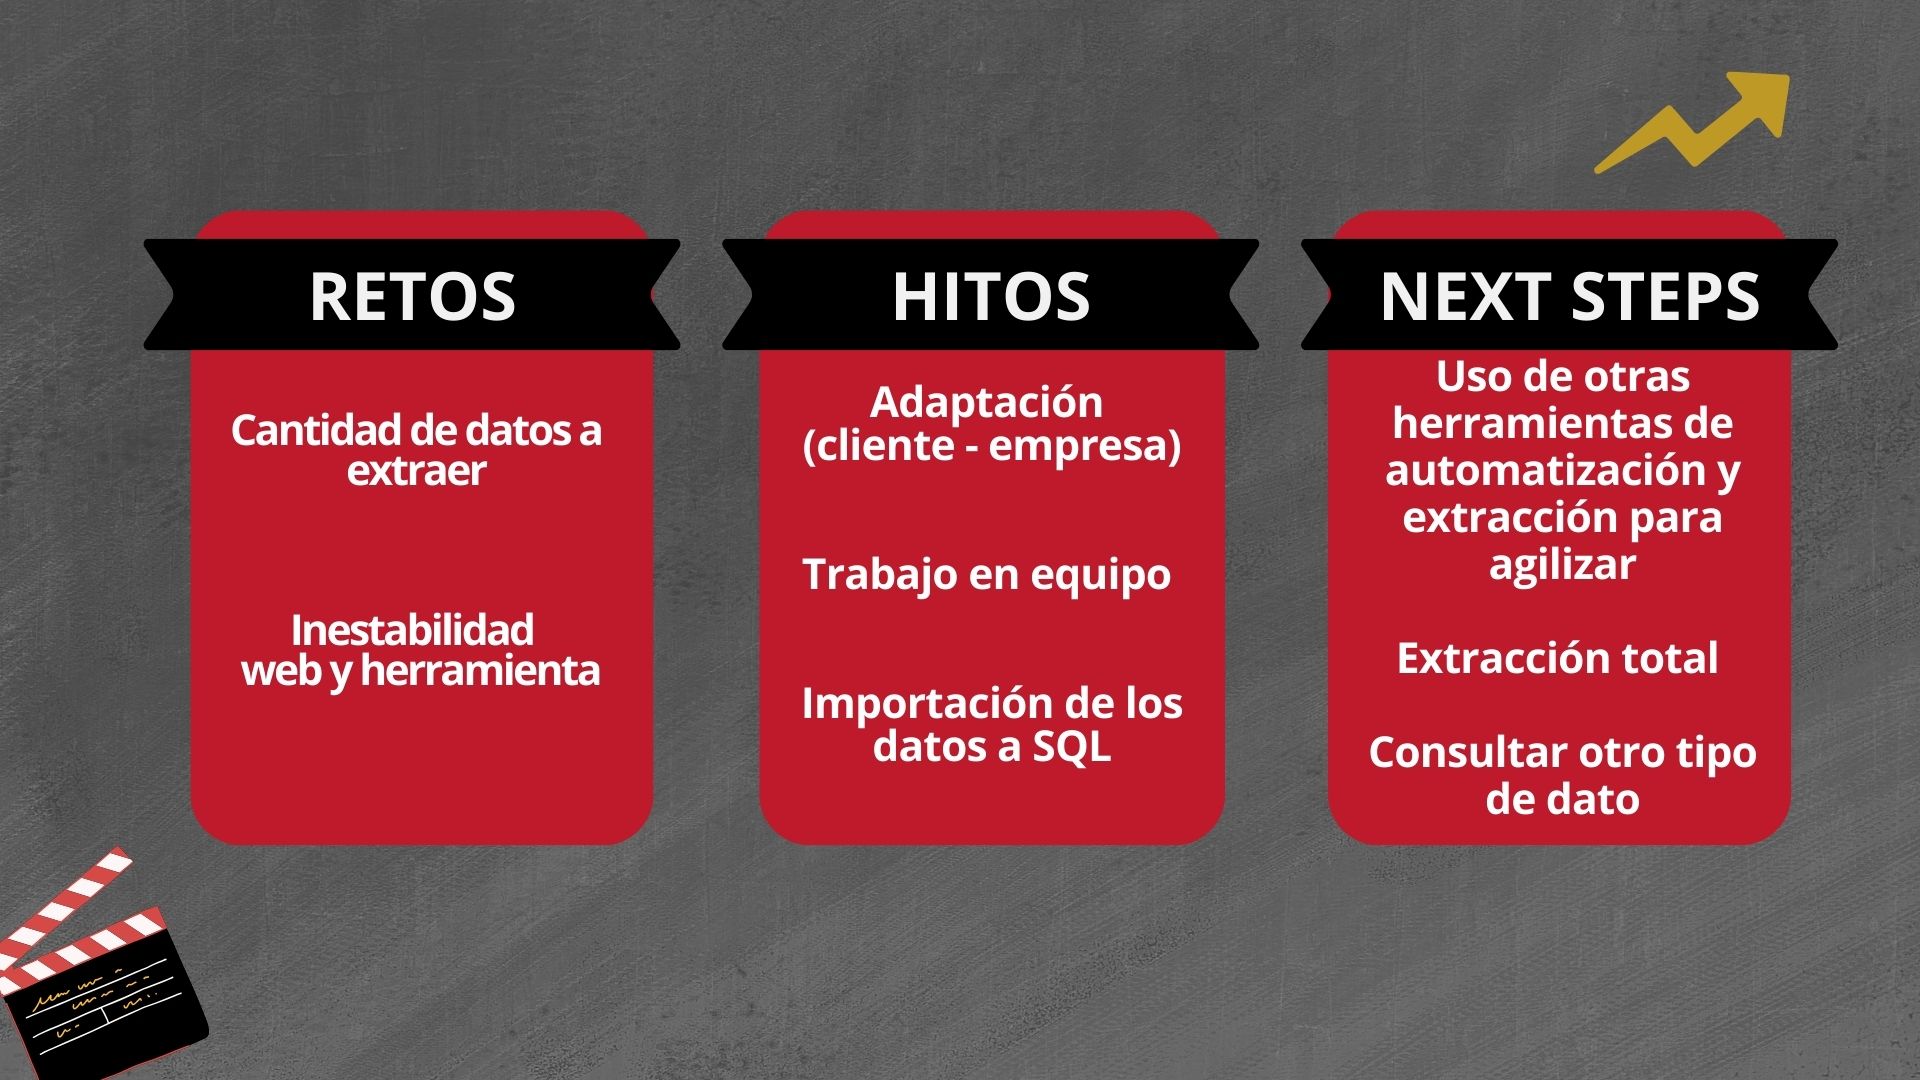 RETOS
Cantidad de datos a
extraer
Inestabilidad
web y herramienta
HITOS
Adaptación
(cliente - empresa)
Trabajo en equipo
Importación de los
datos a SQL
NEXT STEPS
Uso de otras
herramientas de
automatización y
extracción para
agilizar
Extracción total
Consultar otro tipo
de dato